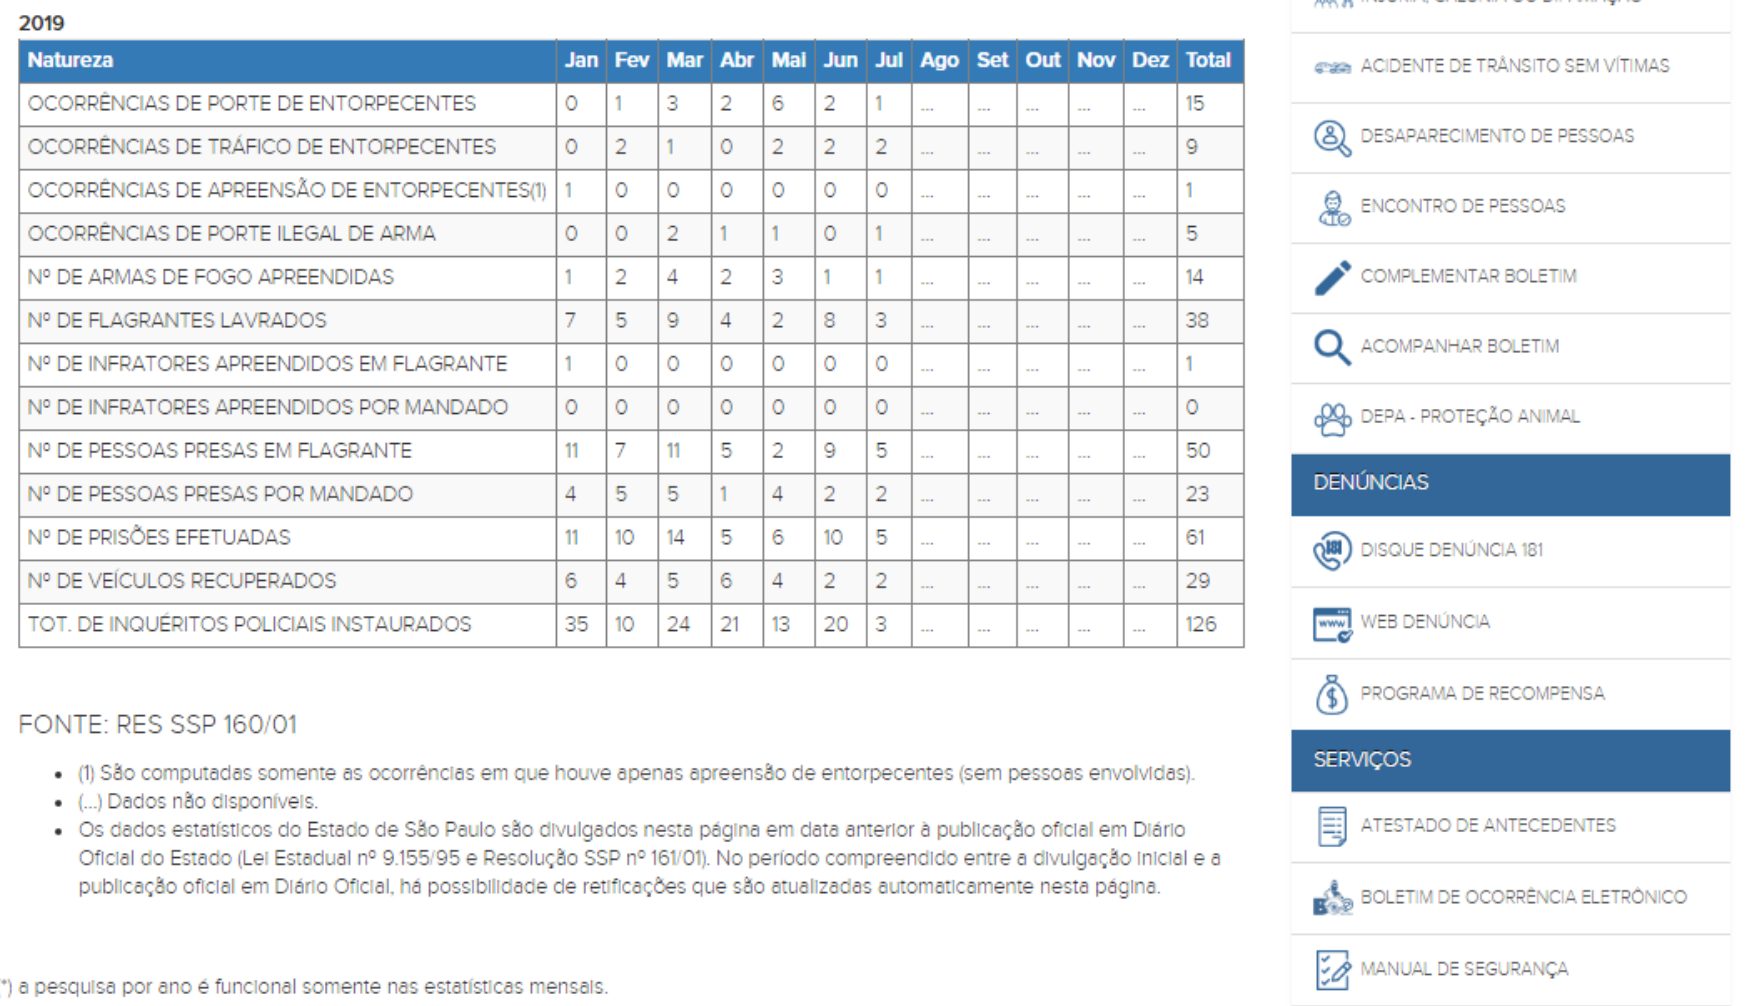 2019
Natureza Jan Fev Mar Abr Mai Jun Jul Ago Set Out Nov Dez Total
OCORRÊNCIAS DE PORTE DE ENTORPECENTES 0 1 3 2 6 2 1 ... ... ... ... ... 15
OCORRÊNCIAS DE TRÁFICO DE ENTORPECENTES 0 2 1 0 2 2 2 ... ... ... ... ... 9
OCORRÊNCIAS DE APREENSÃO DE ENTORPECENTES(1) 1 0 0 0 0 0 0 ... ... ... ... ... 1
OCORRÊNCIAS DE PORTE ILEGAL DE ARMA 0 0 2 1 1 0 1 ... ... ... ... ... 5
Nº DE ARMAS DE FOGO APREENDIDAS 1 2 4 2 3 1 1 ... ... ... ... ... 14
Nº DE FLAGRANTES LAVRADOS 7 5 9 4 2 8 3 ... ... ... ... ... 38
Nº DE INFRATORES APREENDIDOS EM FLAGRANTE 1 0 0 0 0 0 0 ... ... ... ... ... 1
Nº DE INFRATORES APREENDIDOS POR MANDADO 0 0 0 0 0 0 0 ... ... ... ... ... 0
Nº DE PESSOAS PRESAS EM FLAGRANTE 11 7 11 5 2 9 5 ... ... ... ... ... 50
Nº DE PESSOAS PRESAS POR MANDADO 4 5 5 1 4 2 2 ... ... ... ... ... 23
Nº DE PRISÕES EFETUADAS 11 10 14 5 6 10 5 ... ... ... ... ... 61
Nº DE VEÍCULOS RECUPERADOS 6 4 5 6 4 2 2 ... ... ... ... ... 29
TOT. DE INQUÉRITOS POLICIAIS INSTAURADOS 35 10 24 21 13 20 3 ... ... ... ... ... 126
FONTE: RES SSP 160/01
• (1) São computadas somente as ocorrências em que houve apenas apreensão de entorpecentes (sem pessoas envolvidas).
• (...) Dados não disponíveis.
• Os dados estatísticos do Estado de São Paulo são divulgados nesta página em data anterior à publicação oficial em Diário
Oficial do Estado (Lei Estadual nº 9.155/95 e Resolução SSP nº 161/01). No período compreendido entre a divulgação inicial e a
publicação oficial em Diário Oficial, há possibilidade de retificações que são atualizadas automaticamente nesta página.
(*) a pesquisa por ano é funcional somente nas estatísticas mensais.
ACIDENTE DE TRÂNSITO SEM VÍTIMAS
DESAPARECIMENTO DE PESSOAS
ENCONTRO DE PESSOAS
COMPLEMENTAR BOLETIM
ACOMPANHAR BOLETIM
DEPA - PROTEÇÃO ANIMAL
DENÚNCIAS
181
DISQUE DENÚNCIA 181
www
WEB DENÚNCIA
PROGRAMA DE RECOMPENSA
SERVIÇOS
ATESTADO DE ANTECEDENTES
BOLETIM DE OCORRÊNCIA ELETRÔNICO
MANUAL DE SEGURANÇA